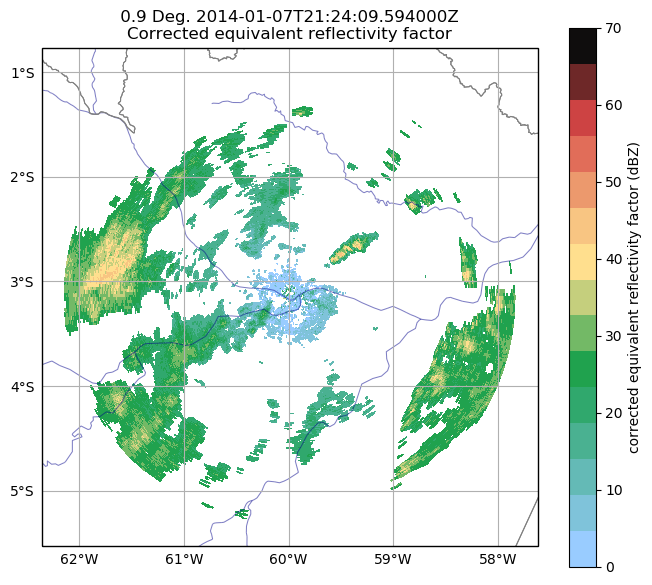 0.9 Deg. 2014-01-07T21:24:09.594000Z
Corrected equivalent reflectivity factor
1°S
2°S
3°S
4°S
5°S
62°W
61°W
60°W
59°W
58°W
70
60
50
40
30
20
10
0
corrected equivalent reflectivity factor (dBZ)